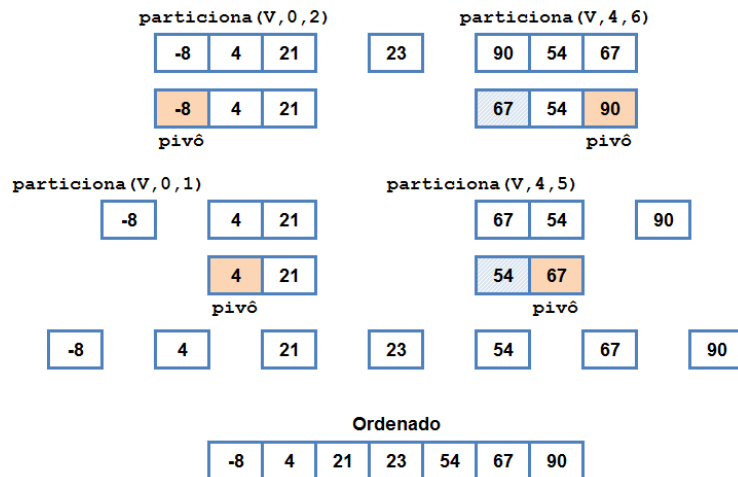 particiona(V,0,2) particiona(V,4,6)
-8 4 21 23 90 54 67
-8 4 21 67 54 90
pivô pivô
particiona(V,0,1) particiona(V,4,5)
-8 4 21 67 54 90
4 21 54 67
pivô pivô
-8 4 21 23 54 67 90
Ordenado
-8 4 21 23 54 67 90